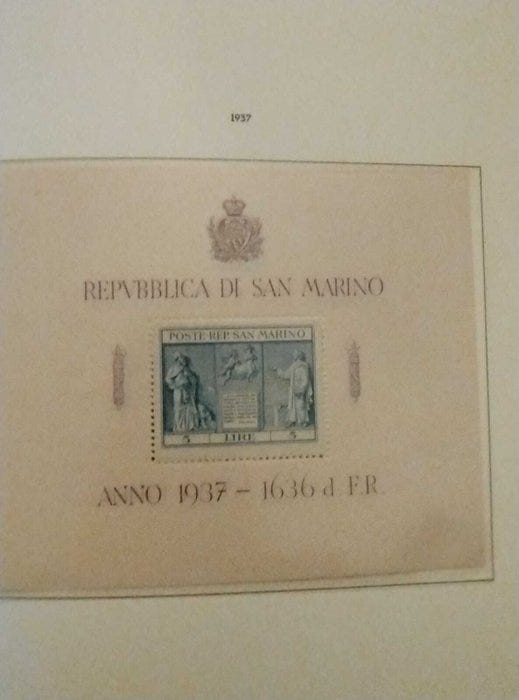 1937
REPVBBLICA DI SAN MARINO
POSTE REP. SAN MARINO
5 LIRE 5
ANNO 1937 - 1636 d F.R.